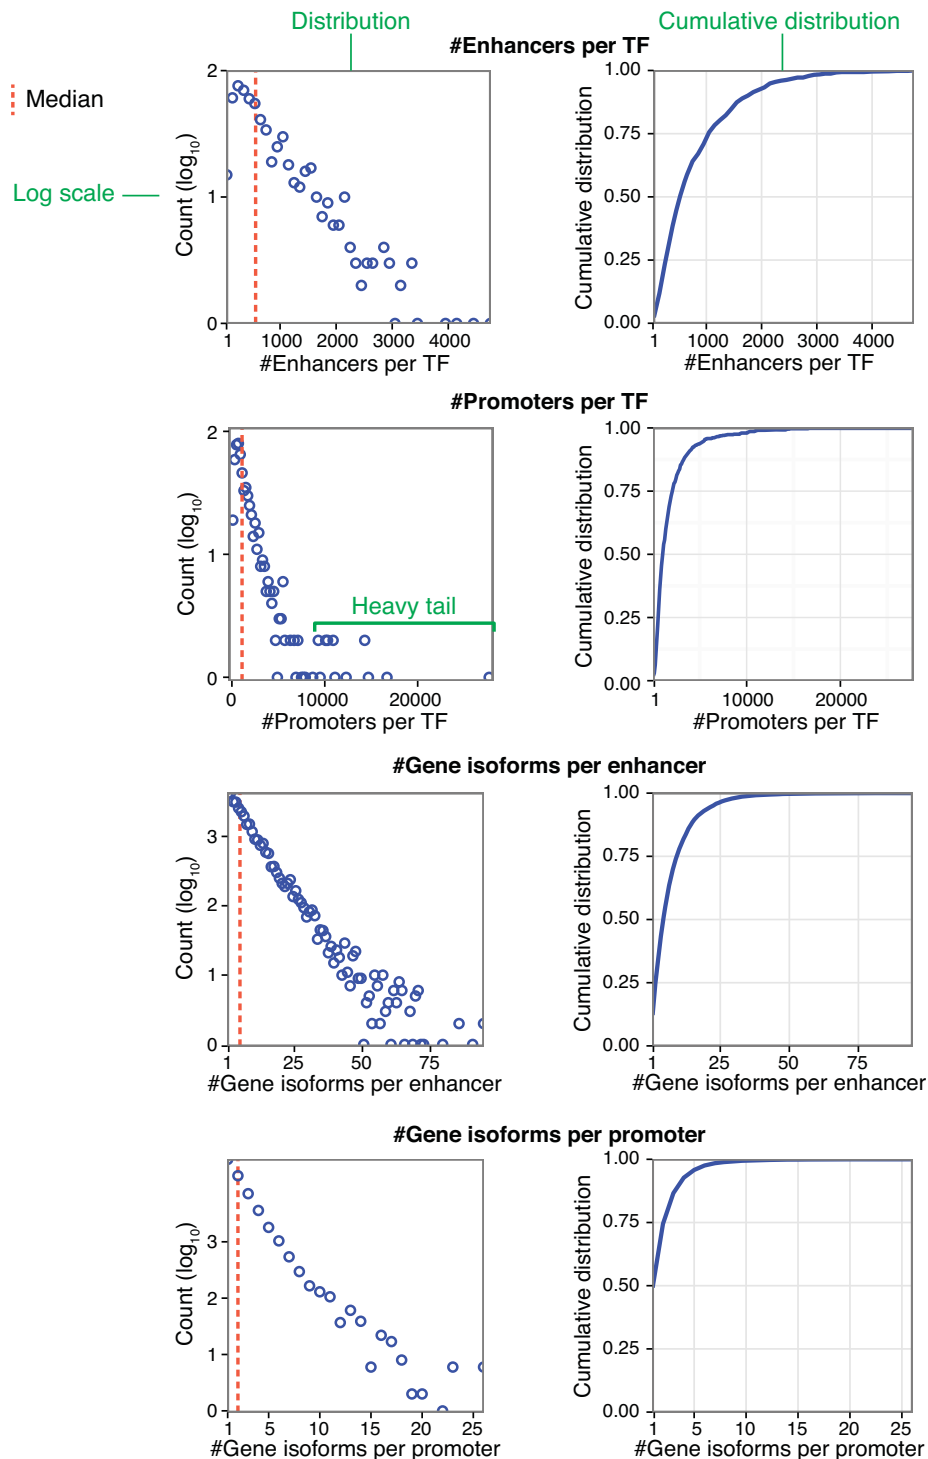 Distribution
Cumulative distribution
#Enhancers per TF
Median
Log scale
Count (log10)
2
1
0
1
1000
2000
3000
4000
#Enhancers per TF
Cumulative distribution
1.00
0.75
0.50
0.25
0.00
1
1000
2000
3000
4000
#Enhancers per TF
#Promoters per TF
Count (log10)
2
1
0
Heavy tail
0
10000
20000
#Promoters per TF
Cumulative distribution
1.00
0.75
0.50
0.25
0.00
1
10000
20000
#Promoters per TF
#Gene isoforms per enhancer
Count (log10)
3
2
1
0
1
25
50
75
#Gene isoforms per enhancer
Cumulative distribution
1.00
0.75
0.50
0.25
0.00
1
25
50
75
#Gene isoforms per enhancer
#Gene isoforms per promoter
Count (log10)
3
2
1
0
1
5
10
15
20
25
#Gene isoforms per promoter
Cumulative distribution
1.00
0.75
0.50
0.25
0.00
1
5
10
15
20
25
#Gene isoforms per promoter